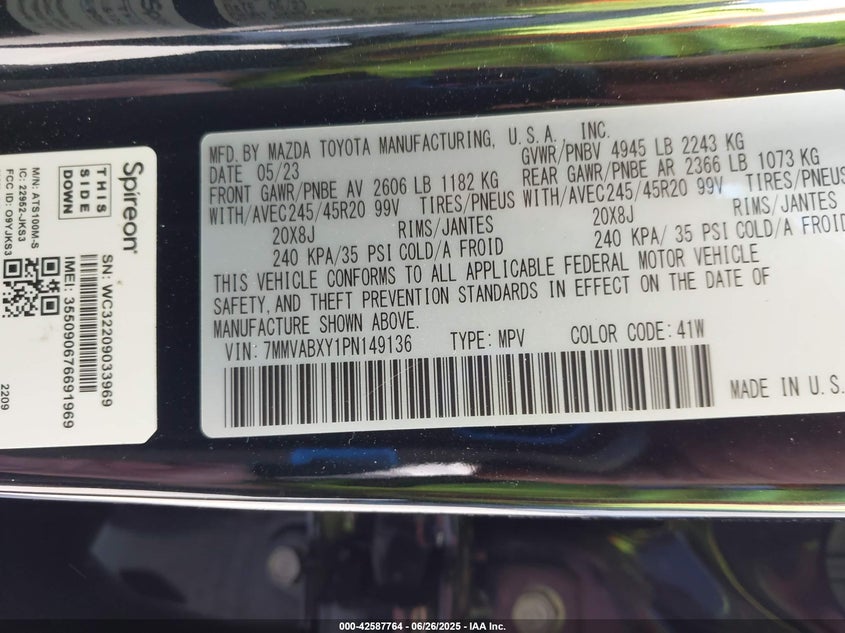 Spireon®
THIS
SIDE
DOWN
M/N: ATS100M-S
IC: 22952-JKS3
FCC ID: O9YJKS3
SN: WC32209033969
IMEI: 355090676691969
2209
MFD. BY MAZDA TOYOTA MANUFACTURING, U.S.A., INC.
DATE 05/23 GVWR/PNBV 4945 LB 2243 KG
FRONT GAWR/PNBE AV 2606 LB 1182 KG REAR GAWR/PNBE AR 2366 LB 1073 KG
WITH/AVEC245/45R20 99V TIRES/PNEUS WITH/AVEC245/45R20 99V TIRES/PNEUS
20X8J RIMS/JANTES 20X8J RIMS/JANTES
240 KPA/35 PSI COLD/A FROID 240 KPA/ 35 PSI COLD/A FROID
THIS VEHICLE CONFORMS TO ALL APPLICABLE FEDERAL MOTOR VEHICLE
SAFETY, AND THEFT PREVENTION STANDARDS IN EFFECT ON THE DATE OF
MANUFACTURE SHOWN ABOVE.
VIN: 7MMVABXY1PN149136 TYPE: MPV COLOR CODE: 41W
MADE IN U.S.
000-42587764 - 06/26/2025 - IAA Inc.